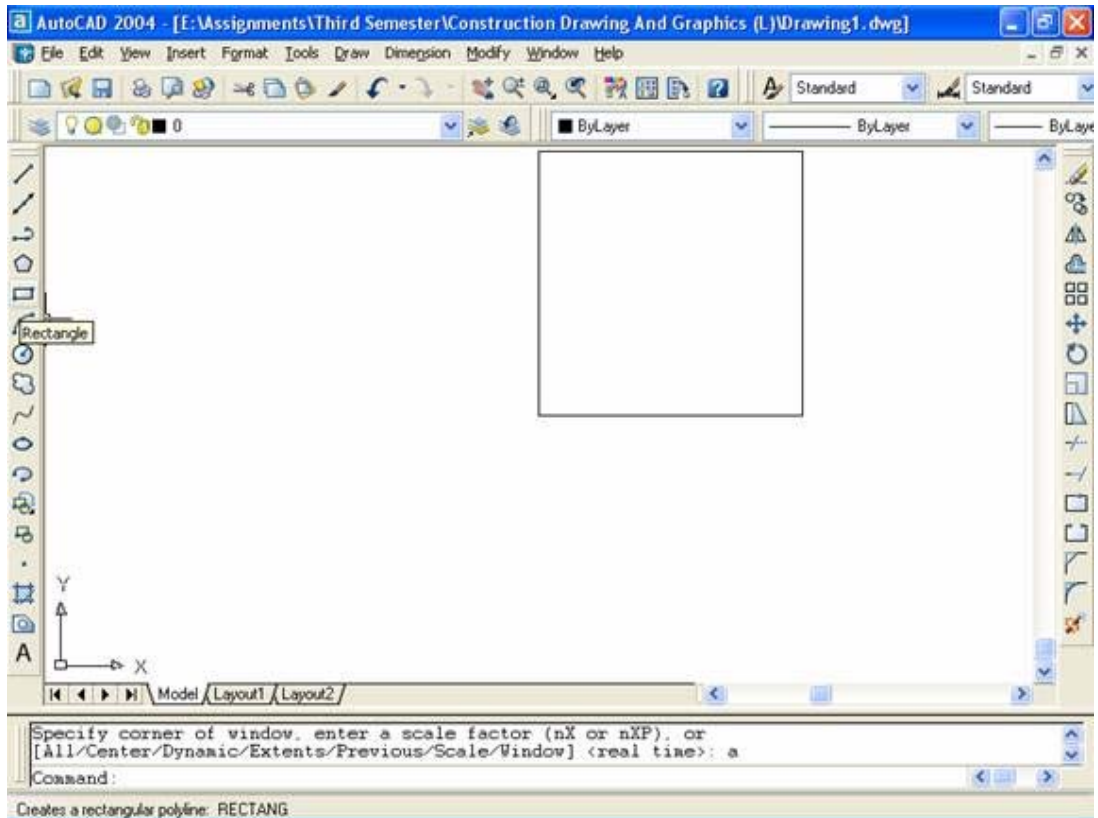 AutoCAD 2004 - [E:\Assignments\Third Semester\Construction Drawing And Graphics (L)\Drawing1.dwg]
File Edit View Insert Format Tools Draw Dimension Modify Window Help
Standard Standard
0 ByLayer ByLayer ByLaye
Rectangle
A
Y
X
Model Layout1 Layout2
Specify corner of window, enter a scale factor (nX or nXP), or
[All/Center/Dynamic/Extents/Previous/Scale/Window] <real time>: a
Command:
Creates a rectangular polyline: RECTANG